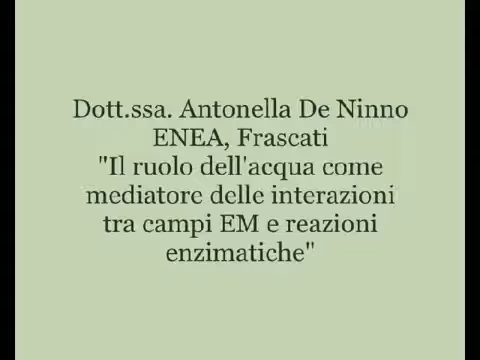 Dott.ssa. Antonella De Ninno
ENEA, Frascati
"Il ruolo dell'acqua come
mediatore delle interazioni
tra campi EM e reazioni
enzimatiche"